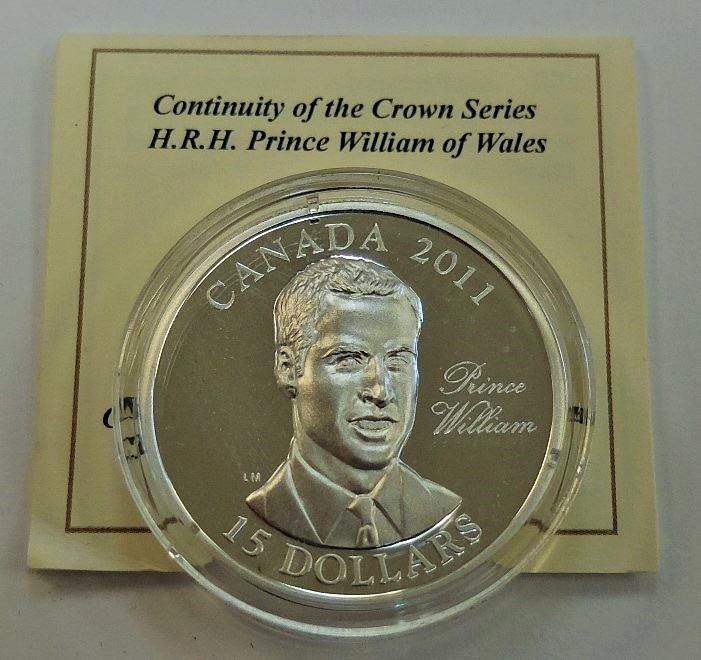 Continuity of the Crown Series
H.R.H. Prince William of Wales
CANADA 2011
Prince
William
LM
15 DOLLARS